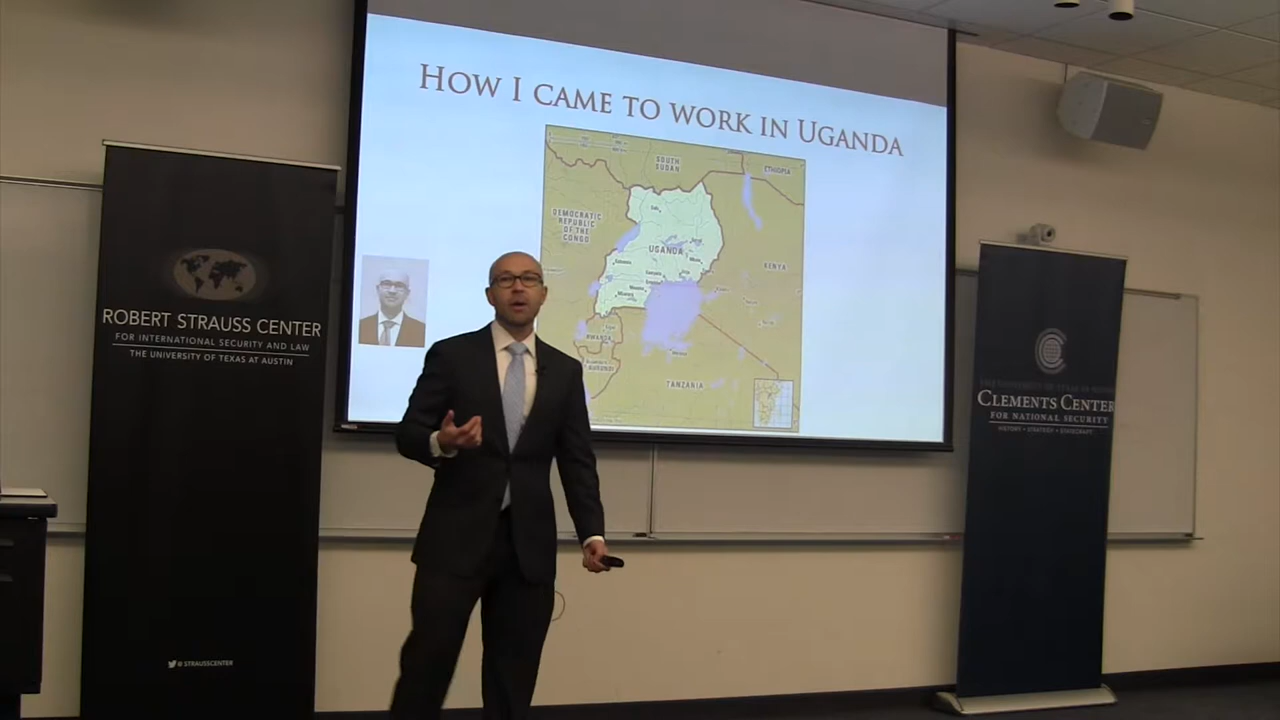 HOW I CAME TO WORK IN UGANDA
SOUTH
SUDAN
ETHIOPIA
DEMOCRATIC
REPUBLIC
OF THE
CONGO
UGANDA
KENYA
RWANDA
BURUNDI
TANZANIA
ROBERT STRAUSS CENTER
FOR INTERNATIONAL SECURITY AND LAW
THE UNIVERSITY OF TEXAS AT AUSTIN
@STRAUSSCENTER
CLEMENTS CENTER
FOR NATIONAL SECURITY
HISTORY • STRATEGY • STATECRAFT